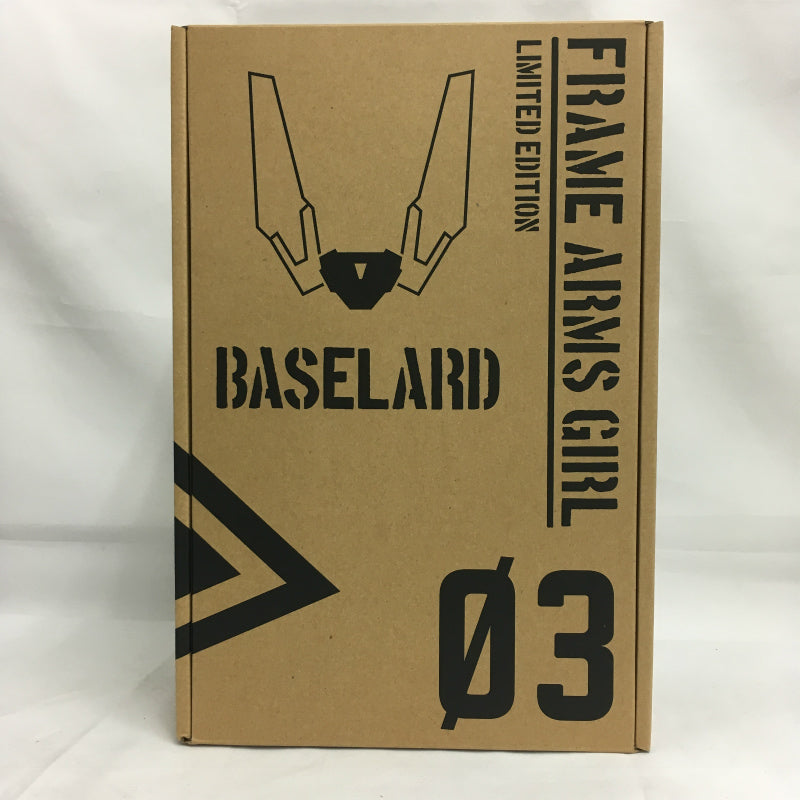 FRAME ARMS GIRL
LIMITED EDITION
BASELARD
Ø3